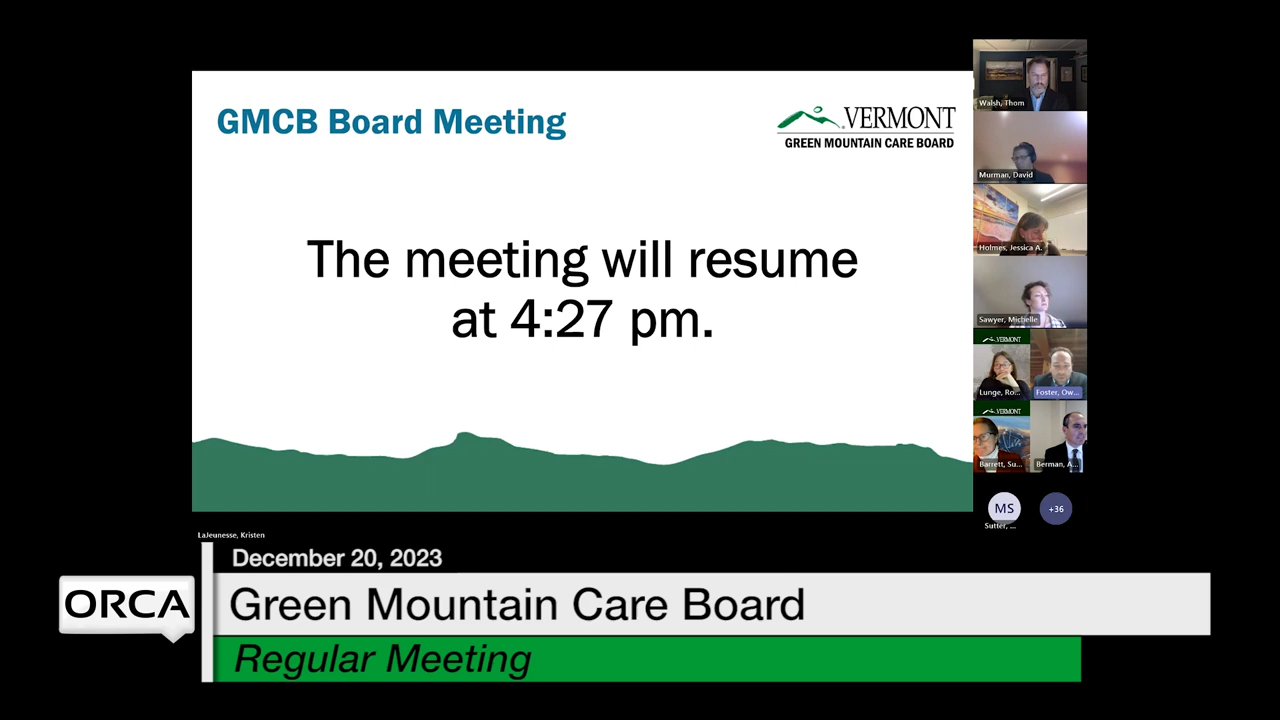 GMCB Board Meeting
VERMONT
GREEN MOUNTAIN CARE BOARD
The meeting will resume
at 4:27 pm.
Walsh, Thom
Murman, David
Holmes, Jessica A.
Sawyer, Michelle
VERMONT
Lunge, Ro...
Foster, Ow...
VERMONT
Barrett, Su...
Berman, A...
MS
+36
Sutter, ...
LaJeunesse, Kristen
December 20, 2023
ORCA
Green Mountain Care Board
Regular Meeting